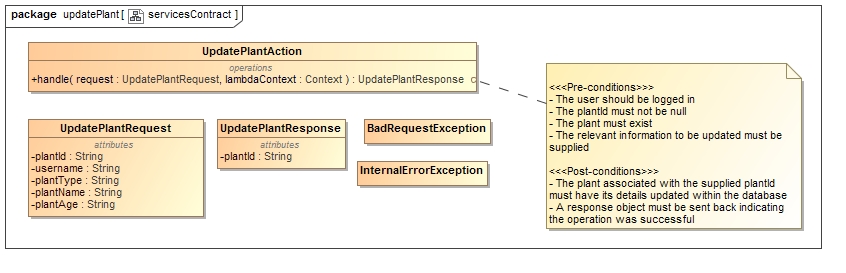 package updatePlant [ servicesContract ]
UpdatePlantAction
operations
+handle( request : UpdatePlantRequest, lambdaContext : Context ) : UpdatePlantResponse
<<<Pre-conditions>>>
- The user should be logged in
- The plantId must not be null
- The plant must exist
- The relevant information to be updated must be
supplied
<<<Post-conditions>>>
- The plant associated with the supplied plantId
must have its details updated within the database
- A response object must be sent back indicating
the operation was successful
UpdatePlantRequest
attributes
-plantId : String
-username : String
-plantType : String
-plantName : String
-plantAge : String
UpdatePlantResponse
attributes
-plantId : String
BadRequestException
InternalErrorException